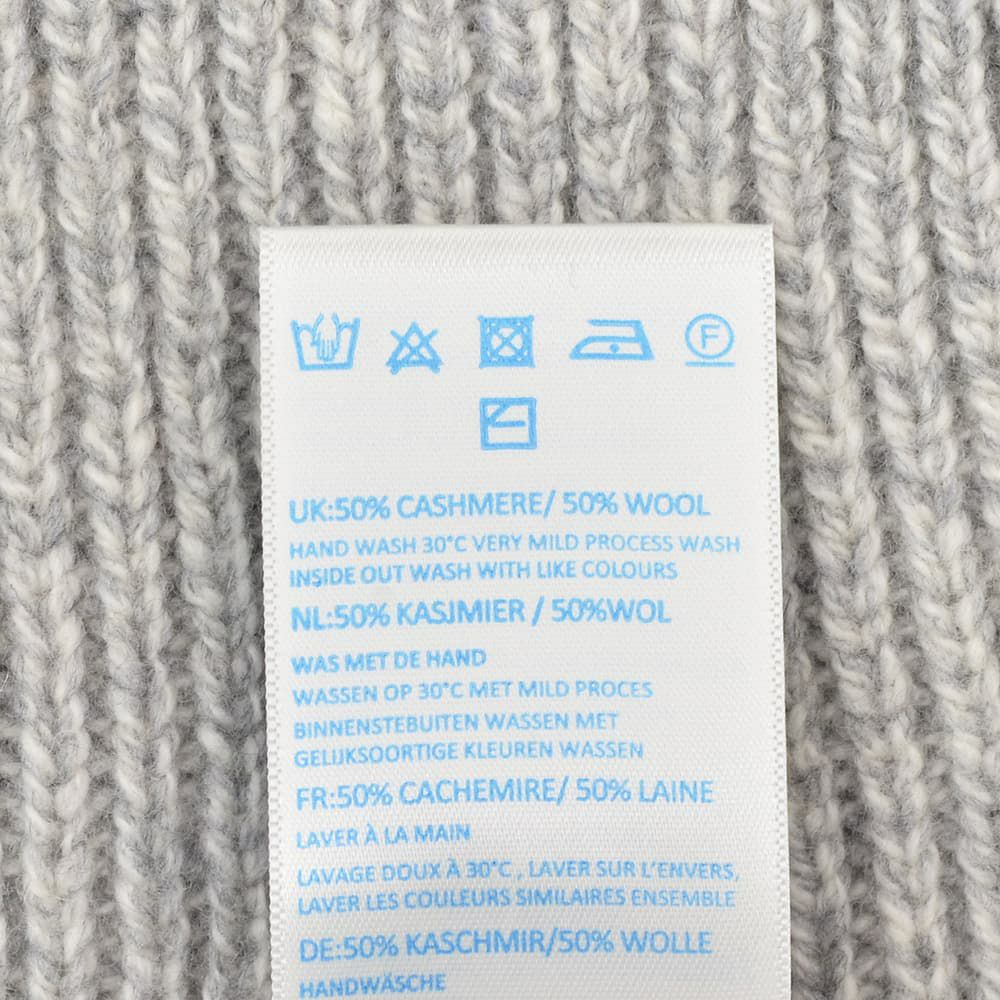 F
UK:50% CASHMERE/ 50% WOOL
HAND WASH 30°C VERY MILD PROCESS WASH
INSIDE OUT WASH WITH LIKE COLOURS
NL:50% KASJMIER / 50%WOL
WAS MET DE HAND
WASSEN OP 30°C MET MILD PROCES
BINNENSTEBUITEN WASSEN MET
GELIJKSOORTIGE KLEUREN WASSEN
FR:50% CACHEMIRE/ 50% LAINE
LAVER À LA MAIN
LAVAGE DOUX À 30°C , LAVER SUR L'ENVERS,
LAVER LES COULEURS SIMILAIRES ENSEMBLE
DE:50% KASCHMIR/50% WOLLE
HANDWÄSCHE